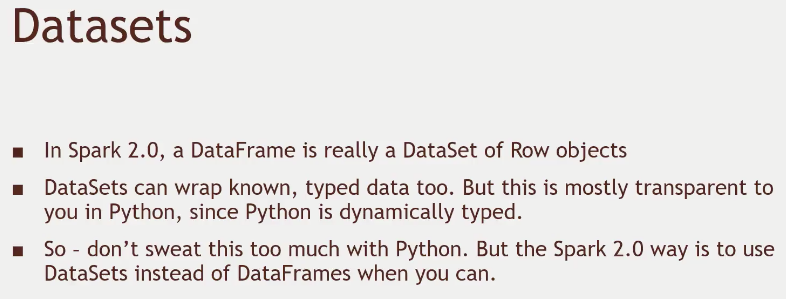 Datasets
■ In Spark 2.0, a DataFrame is really a DataSet of Row objects
■ DataSets can wrap known, typed data too. But this is mostly transparent to
you in Python, since Python is dynamically typed.
■ So – don’t sweat this too much with Python. But the Spark 2.0 way is to use
DataSets instead of DataFrames when you can.